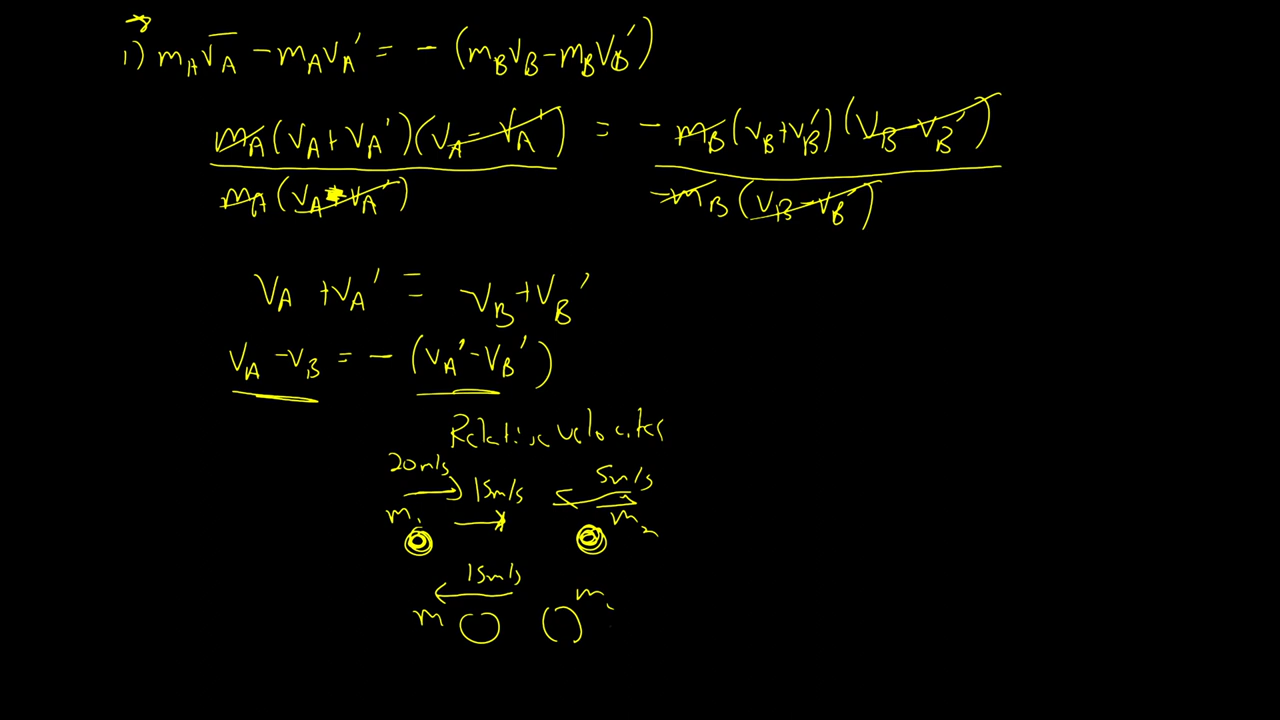 1) mAvA - mAvA' = - (mBvB - mBvB')
mA(vA + vA')(vA - vA') = - mB(vB + vB')(vB - vB')
mA(vA - vA') -mB(vB - vB')
vA + vA' = vB + vB'
vA - vB = - (vA' - vB')
Relative velocites
20m/s 15m/s 5m/s
m1 m2
15m/s
m m